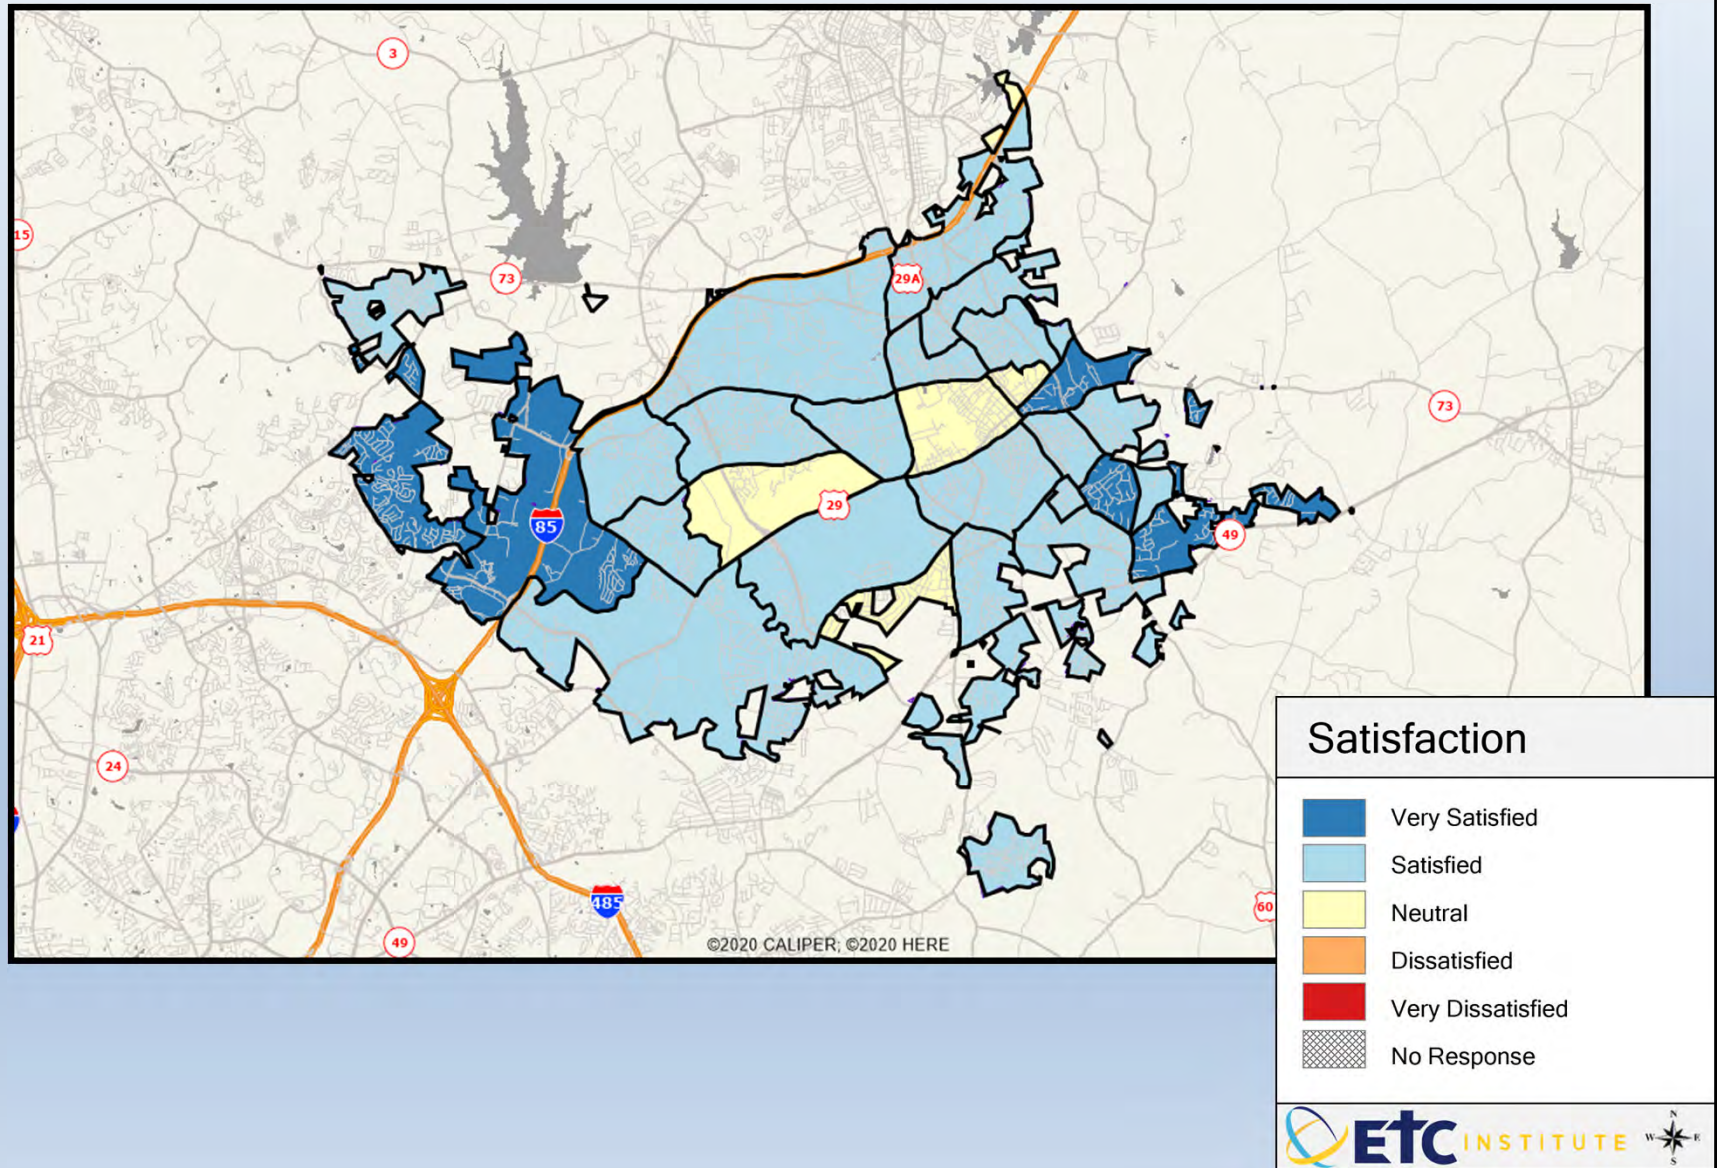 3
15
73
29A
73
29
85
49
21
24
485
49
60
©2020 CALIPER; ©2020 HERE
Satisfaction
Very Satisfied
Satisfied
Neutral
Dissatisfied
Very Dissatisfied
No Response
ETC INSTITUTE
N
W E
S